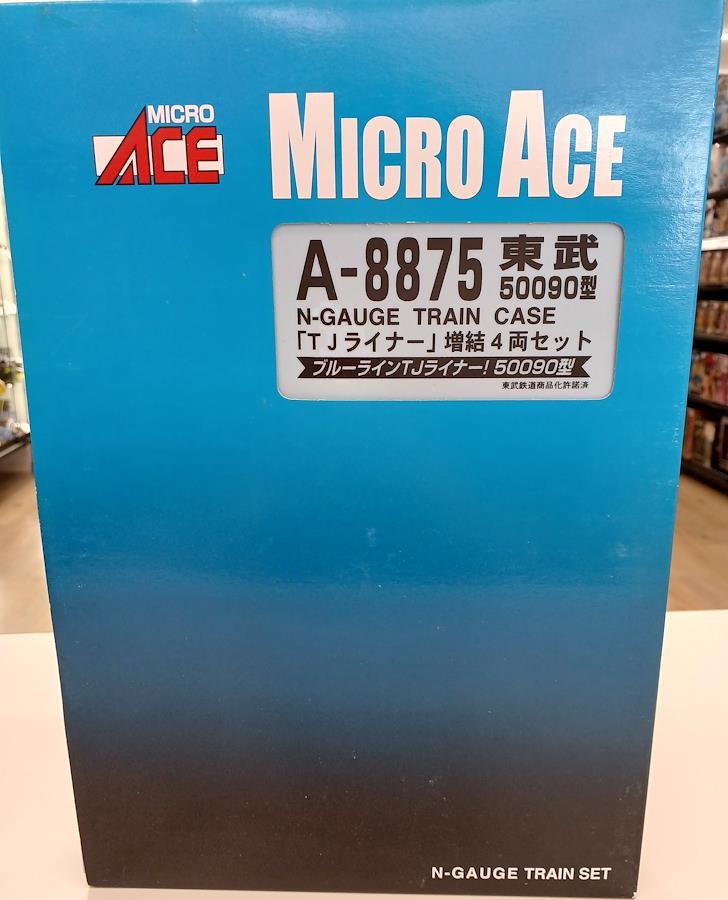 MICRO
ACE
MICRO ACE
A-8875 東武
50090型
N-GAUGE TRAIN CASE
「TJライナー」増結4両セット
ブルーラインTJライナー! 50090型
東武鉄道商品化許諾済
N-GAUGE TRAIN SET